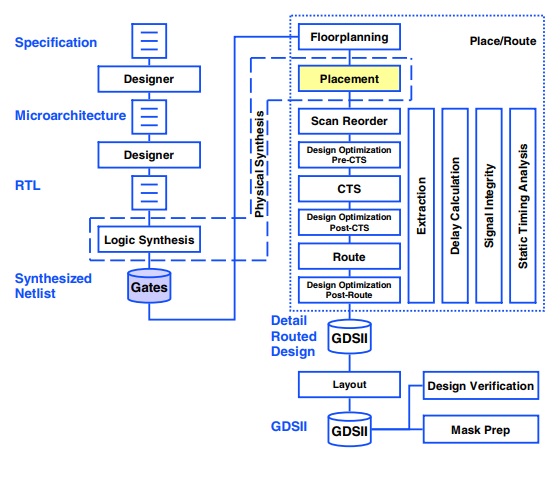 Specification
Designer
Microarchitecture
Designer
RTL
Logic Synthesis
Synthesized
Netlist
Gates
Physical Synthesis
Place/Route
Floorplanning
Placement
Scan Reorder
Design Optimization
Pre-CTS
CTS
Design Optimization
Post-CTS
Route
Design Optimization
Post-Route
Extraction
Delay Calculation
Signal Integrity
Static Timing Analysis
Detail
Routed
Design
GDSII
Layout
GDSII
GDSII
Design Verification
Mask Prep